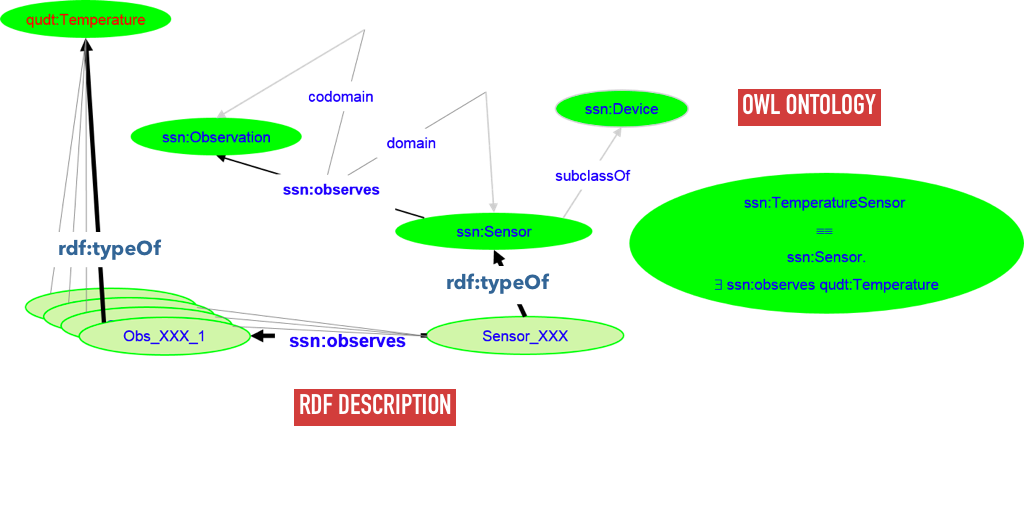 qudt:Temperature
codomain
ssn:Device
OWL ONTOLOGY
ssn:Observation
domain
subclassOf
ssn:observes
ssn:TemperatureSensor
≡≡
ssn:Sensor
ssn:Sensor.
rdf:typeOf
rdf:typeOf
∃ ssn:observes qudt:Temperature
Obs_XXX_1
ssn:observes
Sensor_XXX
RDF DESCRIPTION